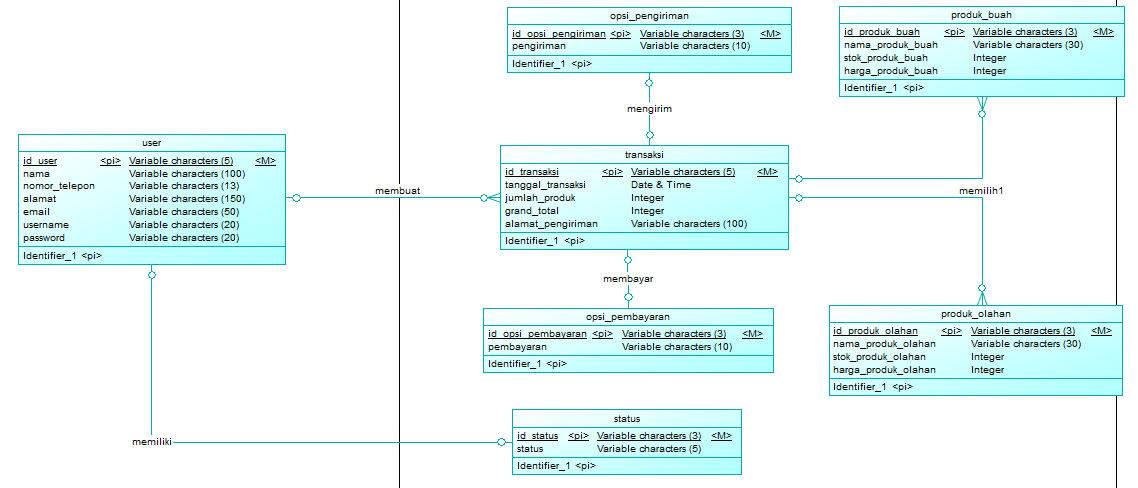 opsi_pengiriman
id_opsi_pengiriman <pi> Variable characters (3) <M>
pengiriman Variable characters (10)
Identifier_1 <pi>
produk_buah
id_produk_buah <pi> Variable characters (3) <M>
nama_produk_buah Variable characters (30)
stok_produk_buah Integer
harga_produk_buah Integer
Identifier_1 <pi>
mengirim
user
id_user <pi> Variable characters (5) <M>
nama Variable characters (100)
nomor_telepon Variable characters (13)
alamat Variable characters (150)
email Variable characters (50)
username Variable characters (20)
password Variable characters (20)
Identifier_1 <pi>
membuat
transaksi
id_transaksi <pi> Variable characters (5) <M>
tanggal_transaksi Date & Time
jumlah_produk Integer
grand_total Integer
alamat_pengiriman Variable characters (100)
Identifier_1 <pi>
memilih1
membayar
opsi_pembayaran
id_opsi_pembayaran <pi> Variable characters (3) <M>
pembayaran Variable characters (10)
Identifier_1 <pi>
produk_olahan
id_produk_olahan <pi> Variable characters (3) <M>
nama_produk_olahan Variable characters (30)
stok_produk_olahan Integer
harga_produk_olahan Integer
Identifier_1 <pi>
memiliki
status
id_status <pi> Variable characters (3) <M>
status Variable characters (5)
Identifier_1 <pi>